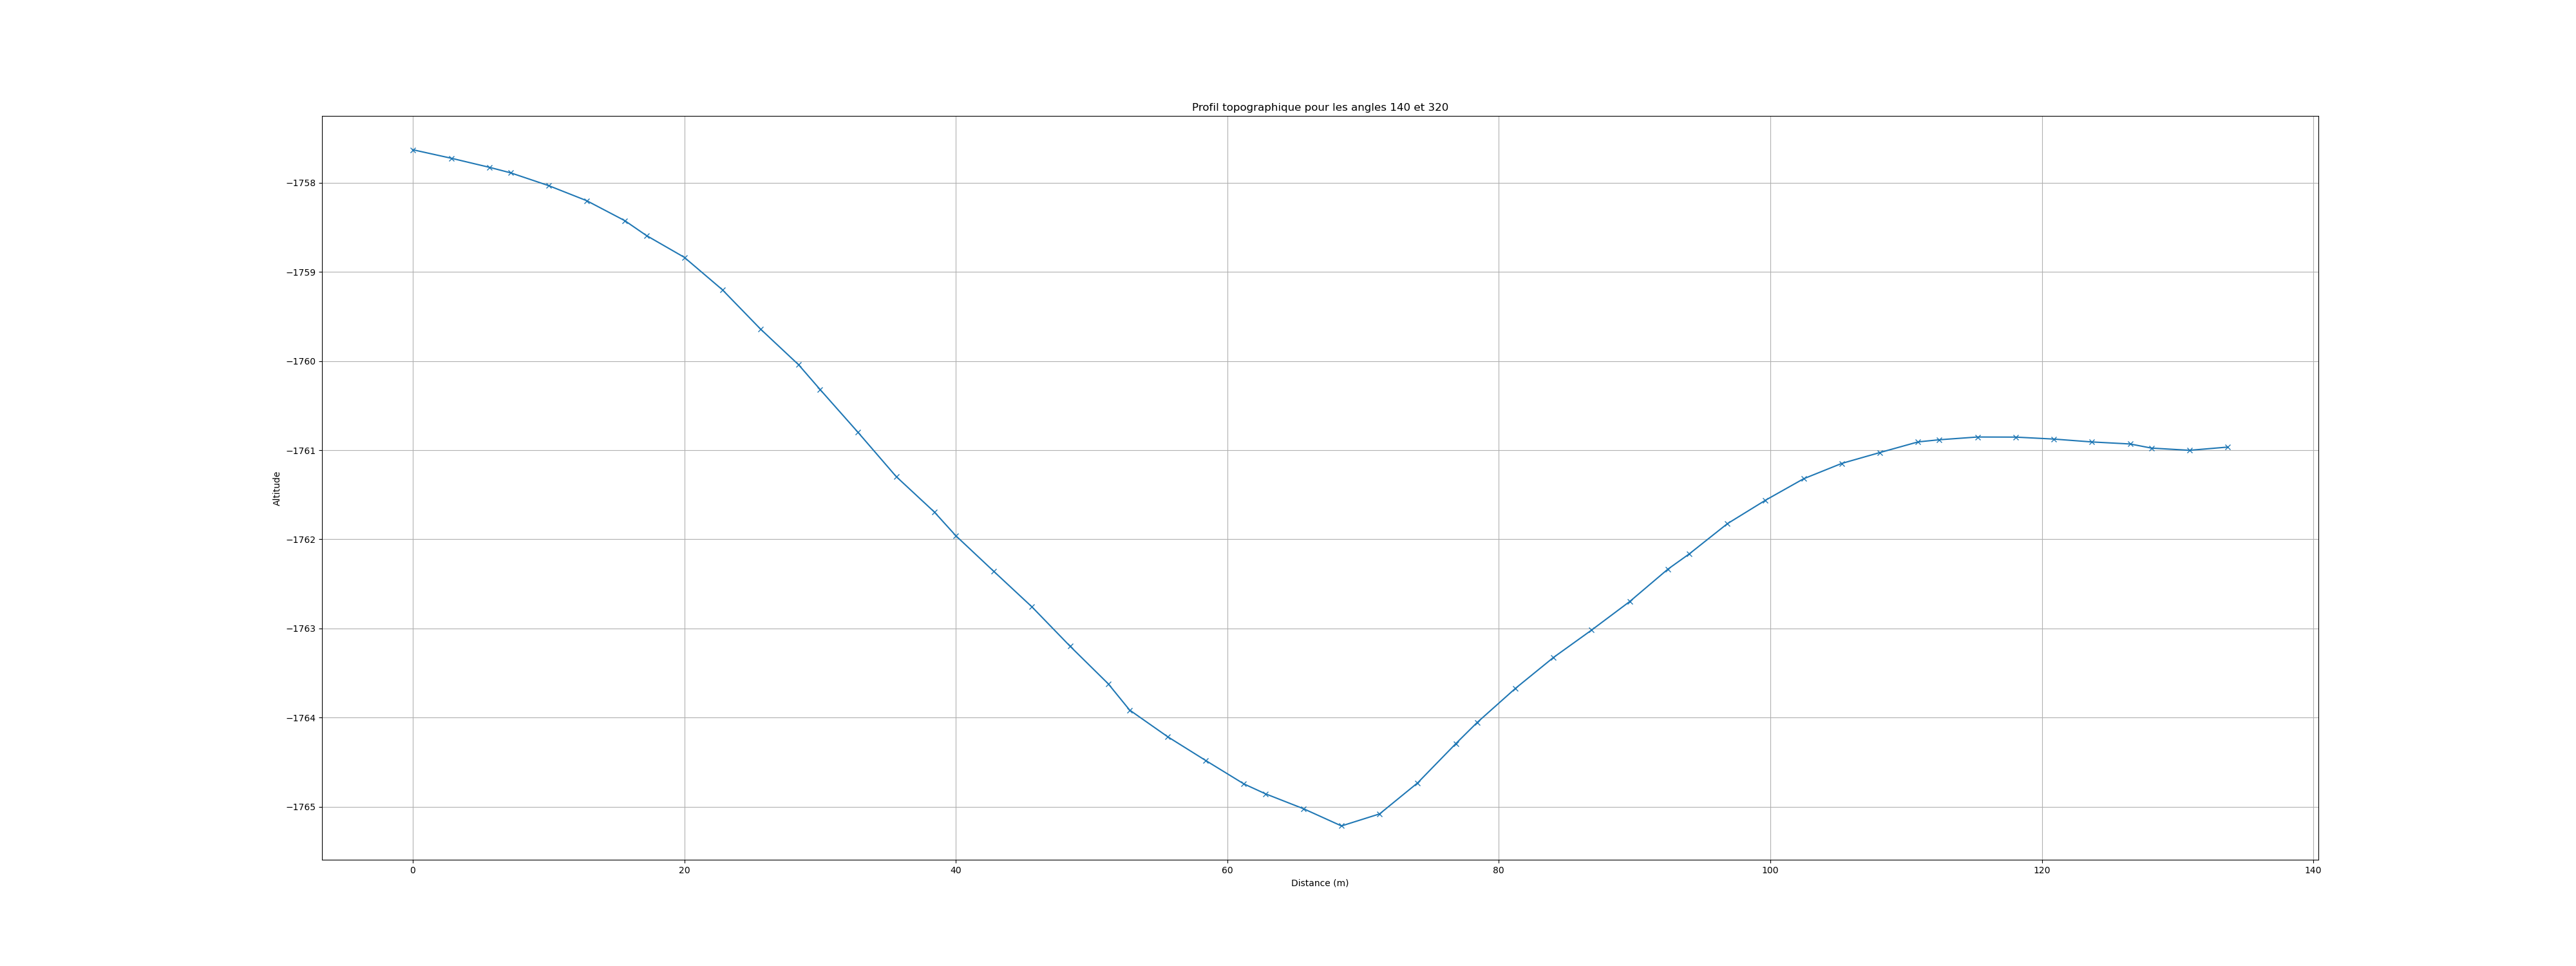 Profil topographique pour les angles 140 et 320
−1758
−1759
−1760
−1761
−1762
−1763
−1764
−1765
Altitude
0 20 40 60 80 100 120 140
Distance (m)